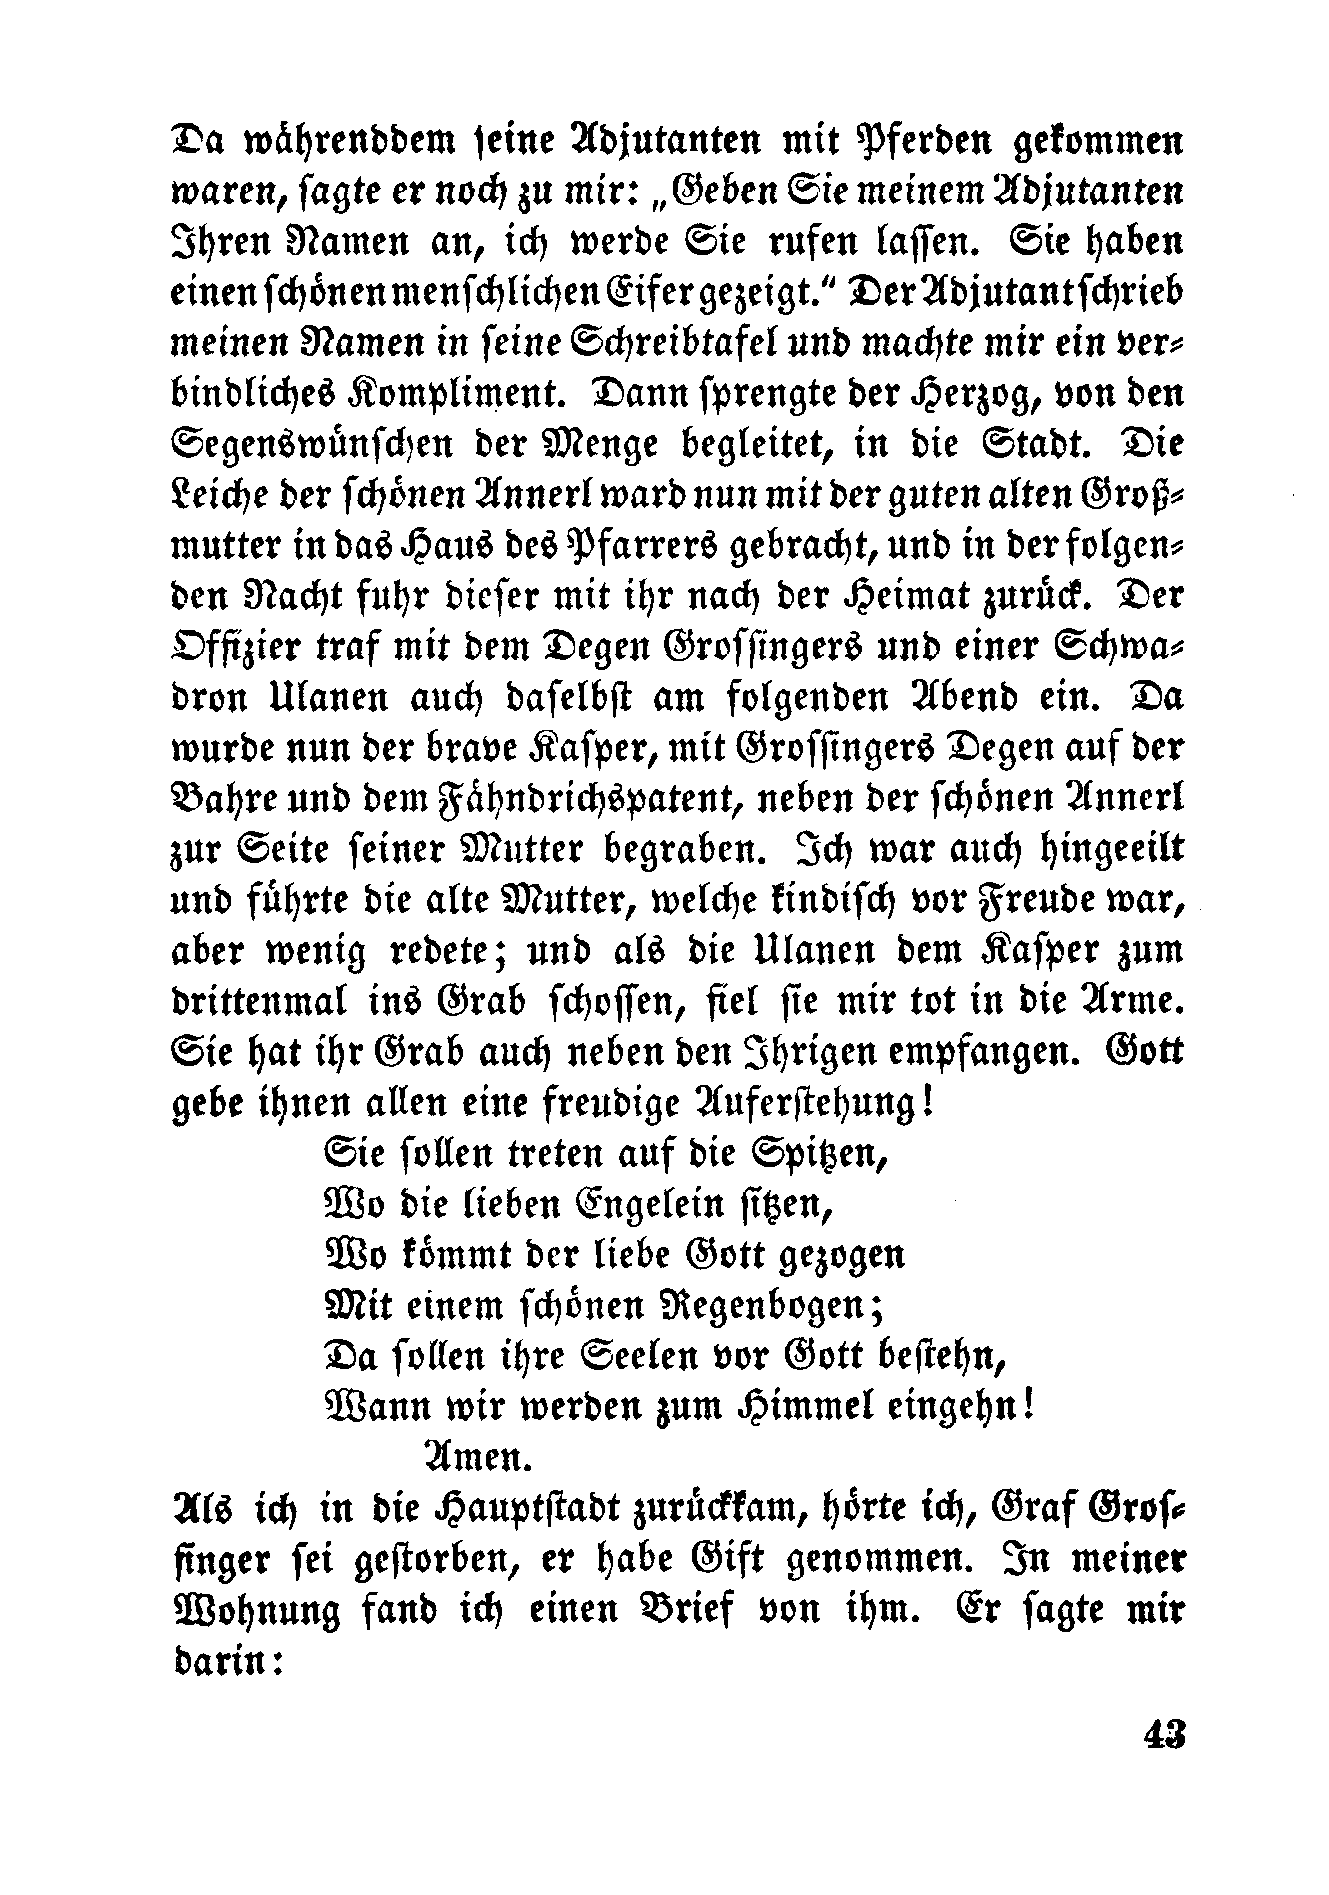 Da währenddem ſeine Adjutanten mit Pferden gekommen
waren, ſagte er noch zu mir: „Geben Sie meinem Adjutanten
Ihren Namen an, ich werde Sie rufen laſſen. Sie haben
einen ſchönen menſchlichen Eifer gezeigt.“ Der Adjutant ſchrieb
meinen Namen in ſeine Schreibtafel und machte mir ein ver⸗
bindliches Kompliment. Dann ſprengte der Herzog, von den
Segenswünſchen der Menge begleitet, in die Stadt. Die
Leiche der ſchönen Annerl ward nun mit der guten alten Groß⸗
mutter in das Haus des Pfarrers gebracht, und in der folgen⸗
den Nacht fuhr dieſer mit ihr nach der Heimat zurück. Der
Offizier traf mit dem Degen Grosſingers und einer Schwa⸗
dron Ulanen auch daſelbſt am folgenden Abend ein. Da
wurde nun der brave Kaſper, mit Grosſingers Degen auf der
Bahre und dem Fähndrichspatent, neben der ſchönen Annerl
zur Seite ſeiner Mutter begraben. Ich war auch hingeeilt
und führte die alte Mutter, welche kindiſch vor Freude war,
aber wenig redete; und als die Ulanen dem Kaſper zum
drittenmal ins Grab ſchoſſen, fiel ſie mir tot in die Arme.
Sie hat ihr Grab auch neben den Ihrigen empfangen. Gott
gebe ihnen allen eine freudige Auferſtehung!
Sie ſollen treten auf die Spitzen,
Wo die lieben Engelein ſitzen,
Wo kömmt der liebe Gott gezogen
Mit einem ſchönen Regenbogen;
Da ſollen ihre Seelen vor Gott beſtehn,
Wann wir werden zum Himmel eingehn!
Amen.
Als ich in die Hauptſtadt zurückkam, hörte ich, Graf Groſ⸗
ſinger ſei geſtorben, er habe Gift genommen. In meiner
Wohnung fand ich einen Brief von ihm. Er ſagte mir
darin:
43